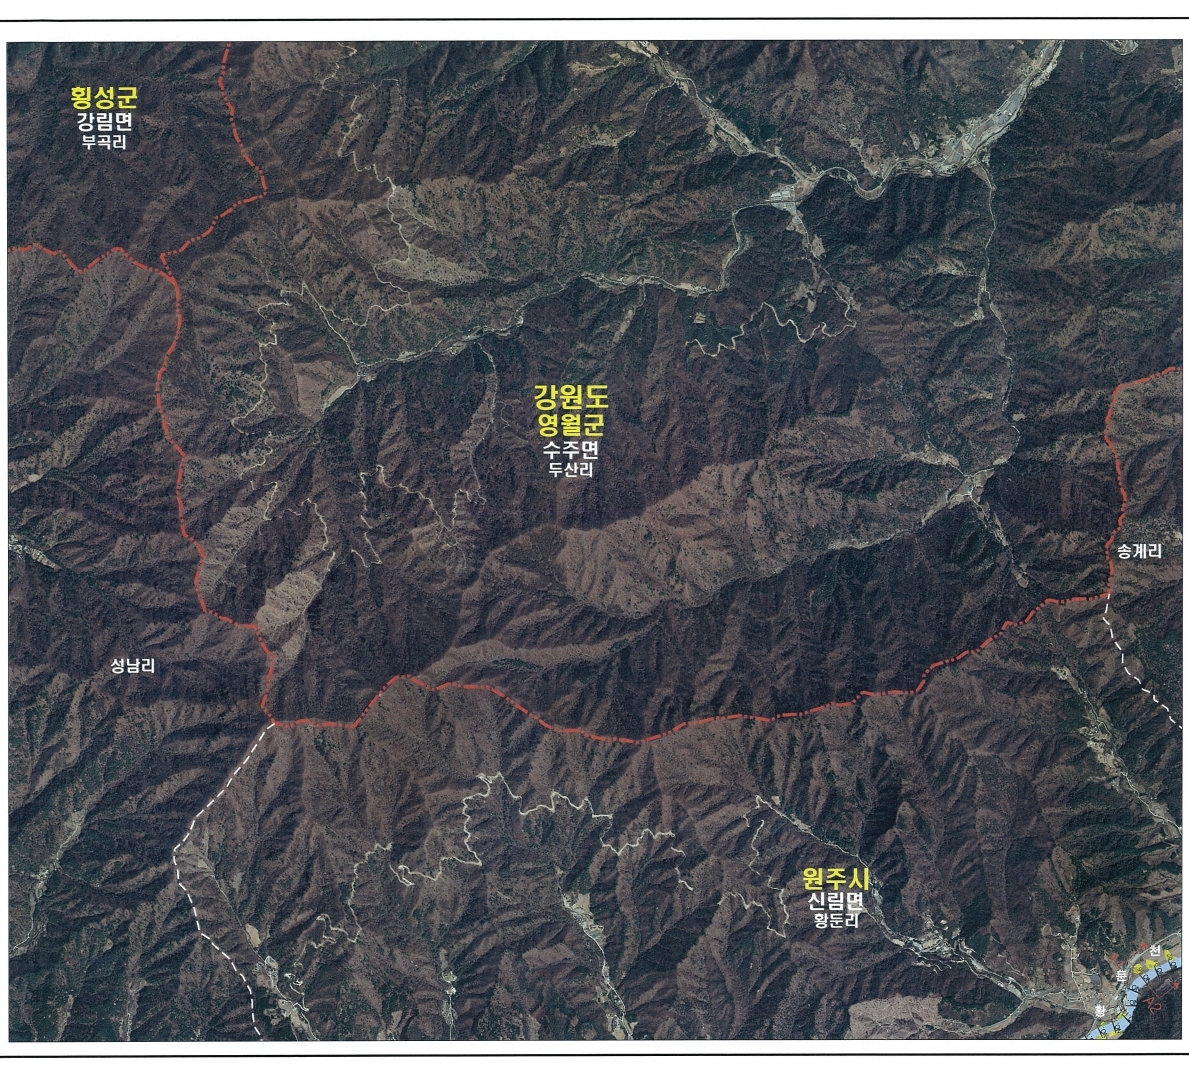 횡성군
강림면
부곡리
강원도
영월군
수주면
두산리
송계리
성남리
원주시
신림면
황둔리
황 둔 천